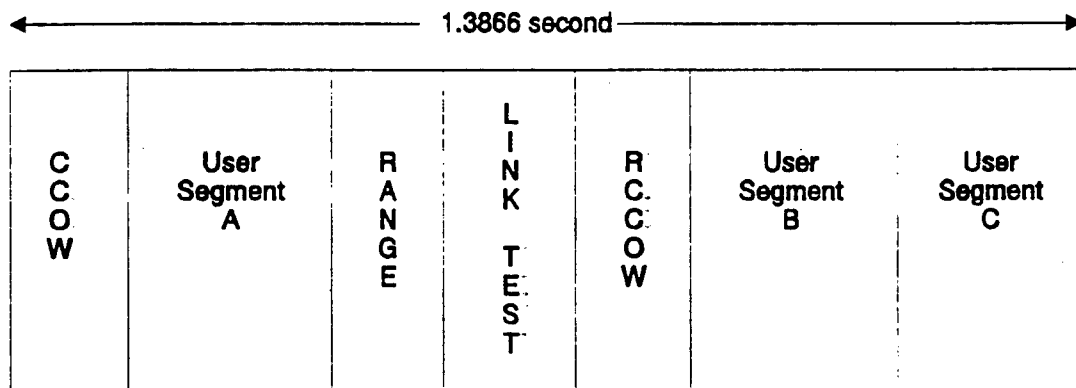 1.3866 second
CCOW
User
Segment
A
RANGE
LINK TEST
RCCOW
User
Segment
B
User
Segment
C